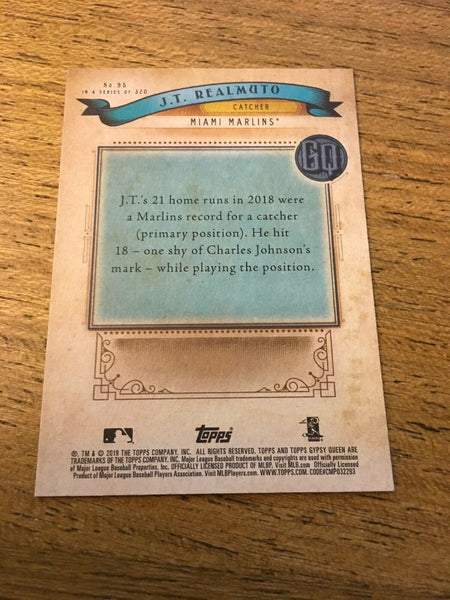 No 95
IN A SERIES OF 320
J.T. REALMUTO
CATCHER
MIAMI MARLINS*
GQ
J.T.'s 21 home runs in 2018 were
a Marlins record for a catcher
(primary position). He hit
18 – one shy of Charles Johnson's
mark – while playing the position.
Topps
®, TM & © 2019 THE TOPPS COMPANY, INC. ALL RIGHTS RESERVED. TOPPS AND TOPPS GYPSY QUEEN ARE
TRADEMARKS OF THE TOPPS COMPANY, INC. Major League Baseball trademarks and copyrights are used with permission
of Major League Baseball Properties, Inc. OFFICIALLY LICENSED PRODUCT OF MLBP. Visit MLB.com Officially Licensed
Product of Major League Baseball Players Association. Visit MLBPlayers.com. WWW.TOPPS.COM. CODE#CMP032293